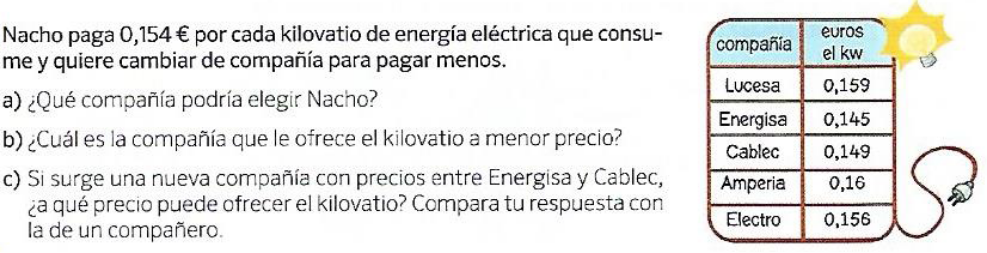 Nacho paga 0,154 € por cada kilovatio de energía eléctrica que consu-
me y quiere cambiar de compañía para pagar menos.
a) ¿Qué compañía podría elegir Nacho?
b) ¿Cuál es la compañía que le ofrece el kilovatio a menor precio?
c) Si surge una nueva compañía con precios entre Energisa y Cablec,
¿a qué precio puede ofrecer el kilovatio? Compara tu respuesta con
la de un compañero.
compañía euros el kw
Lucesa 0,159
Energisa 0,145
Cablec 0,149
Amperia 0,16
Electro 0,156